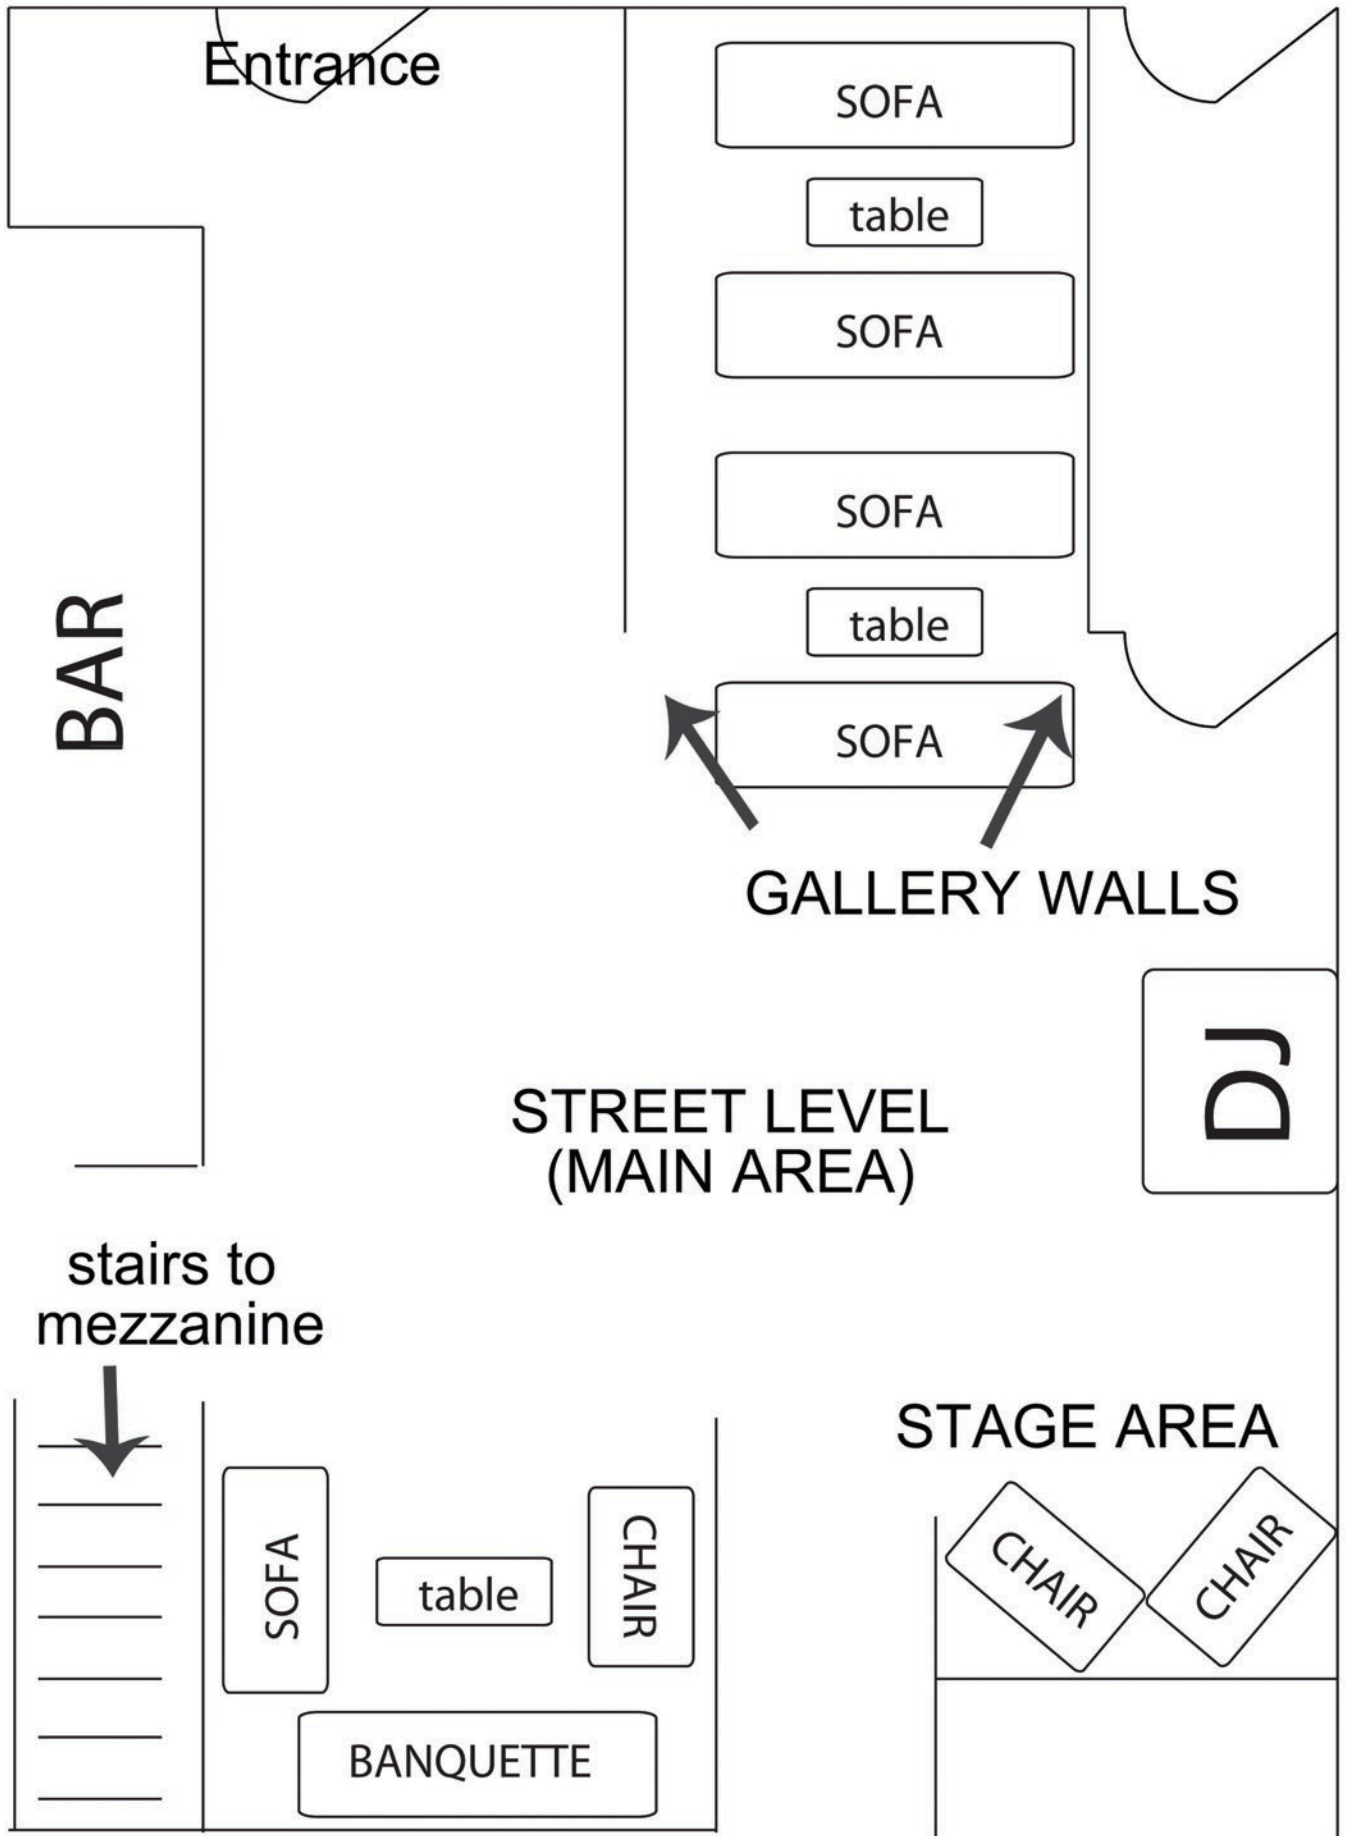 Entrance
SOFA
table
SOFA
SOFA
table
BAR
SOFA
GALLERY WALLS
DJ
STREET LEVEL
(MAIN AREA)
stairs to
mezzanine
STAGE AREA
SOFA
table
CHAIR
CHAIR
CHAIR
BANQUETTE